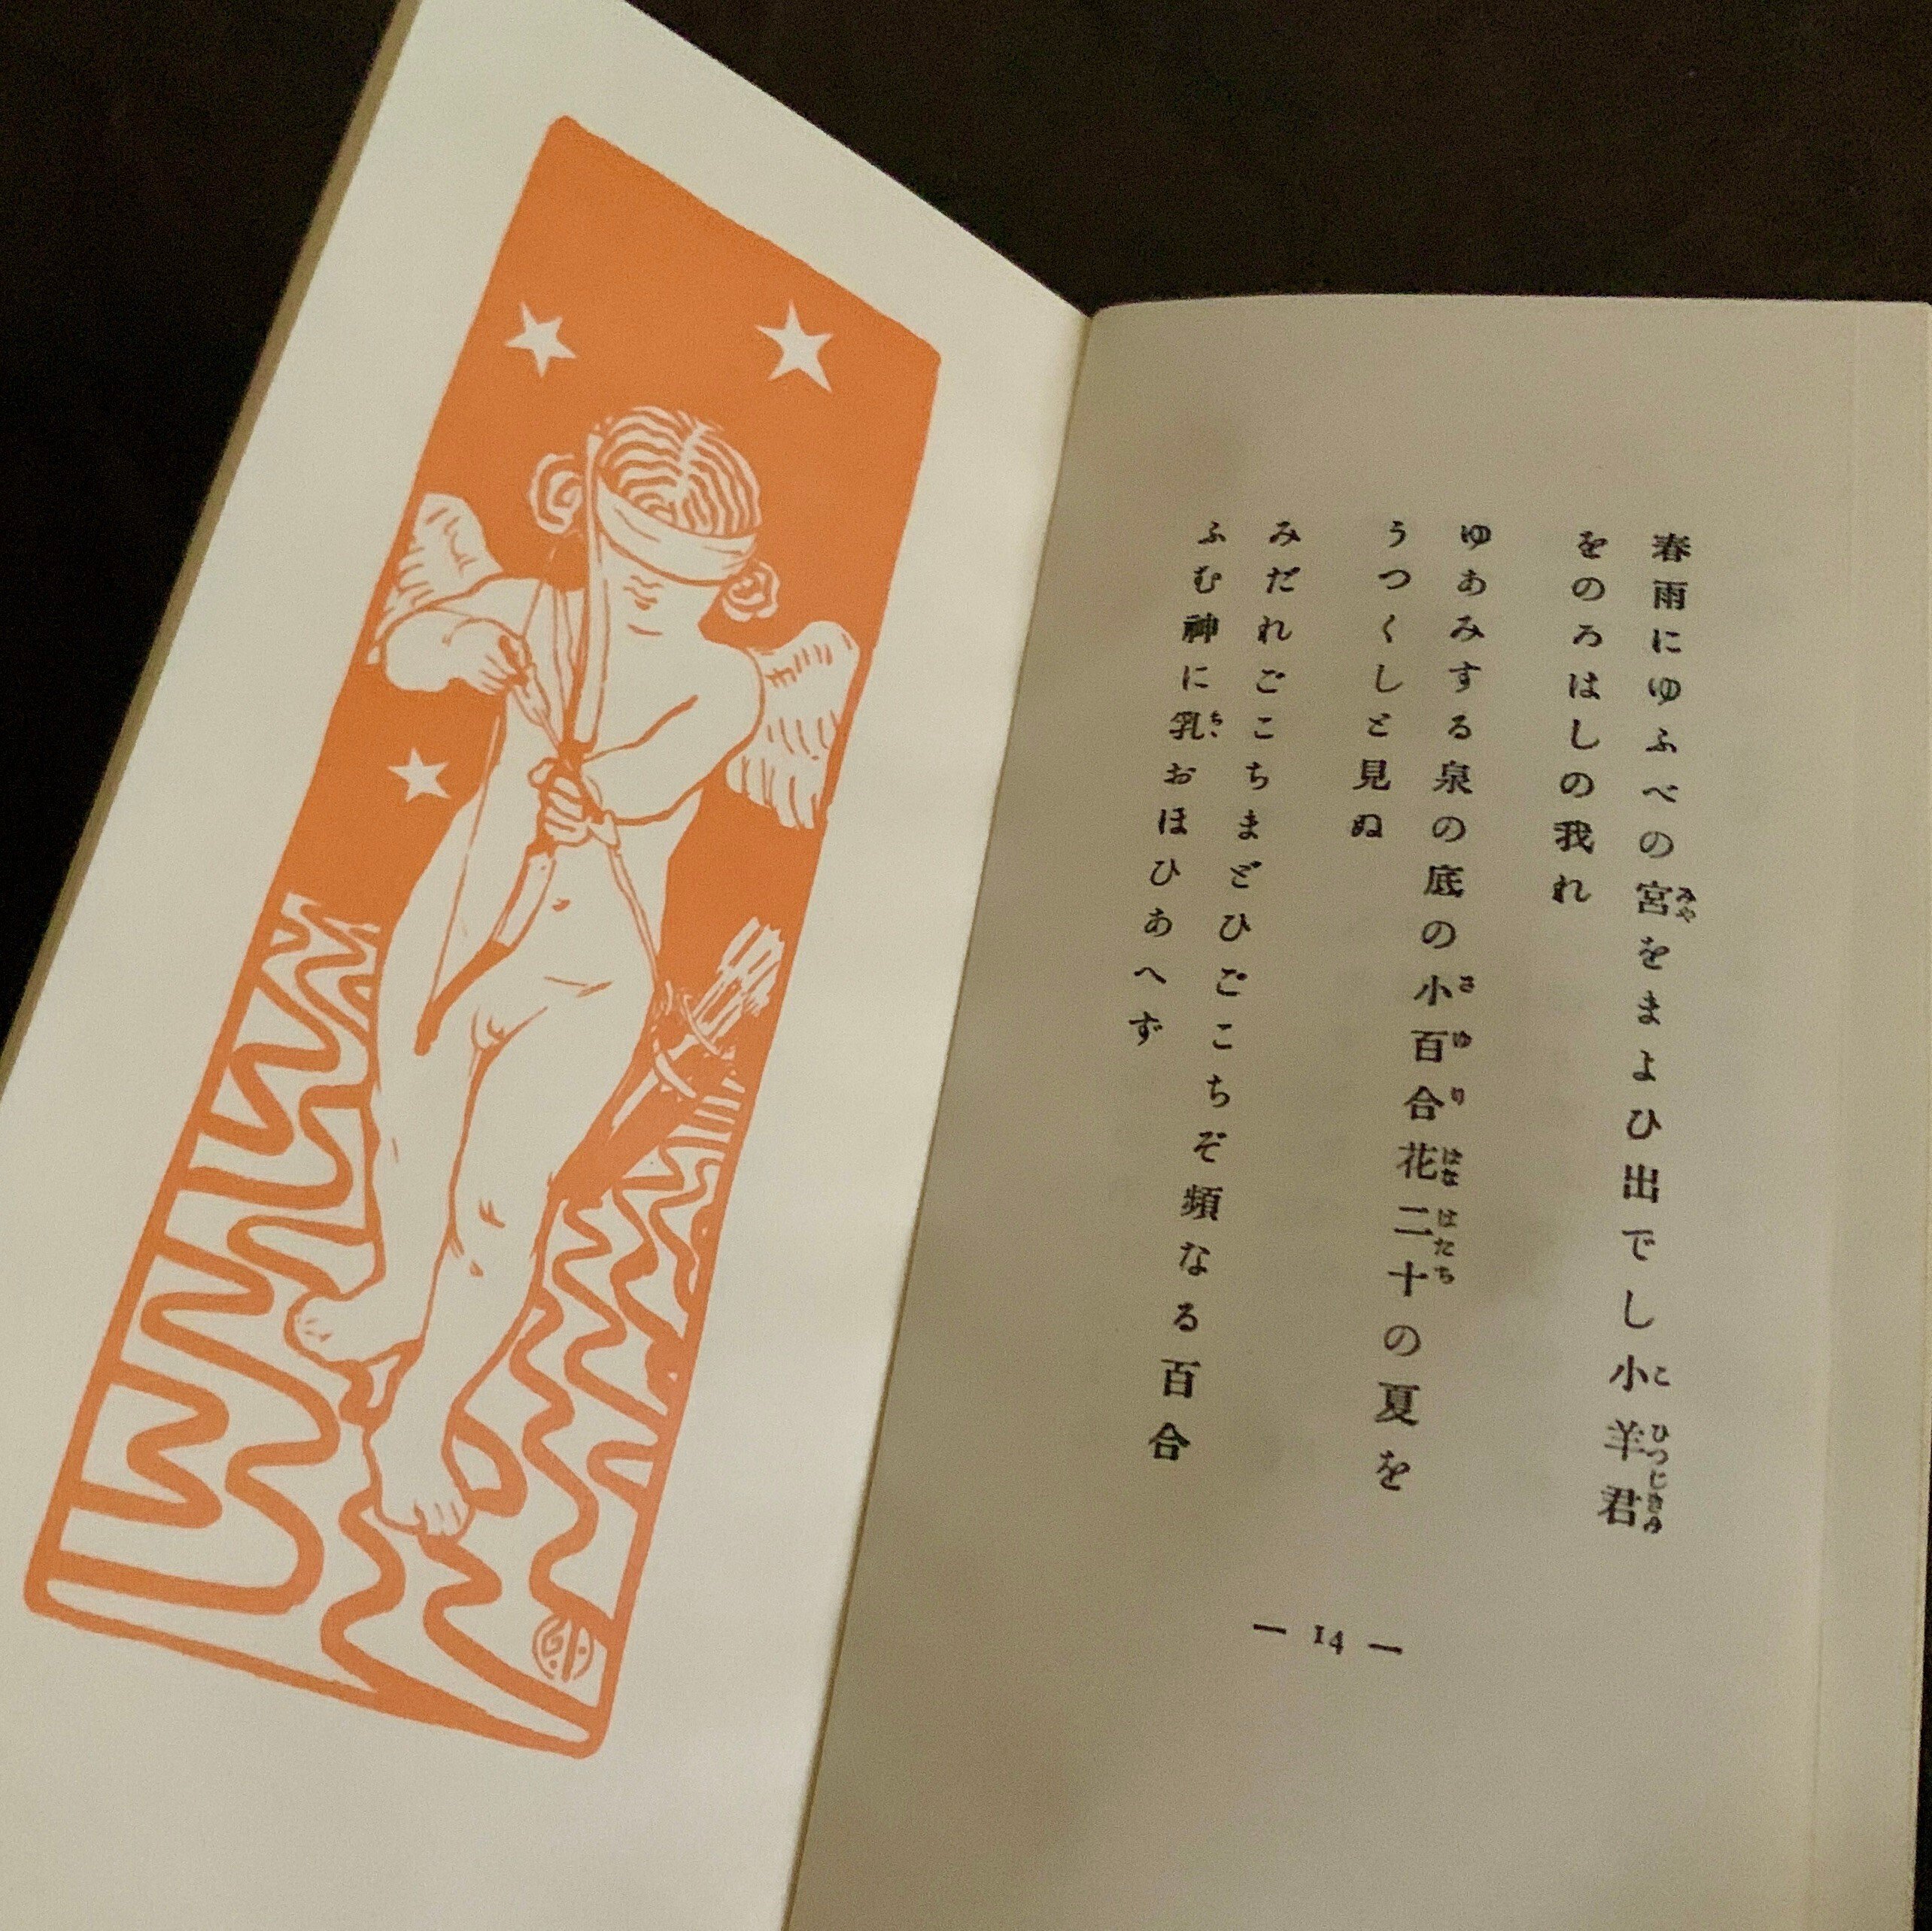 春雨にゆふべの宮をまよひ出でし小羊君
をのろはしの我れ
ゆあみする泉の底の小百合花二十の夏を
うつくしと見ぬ
みだれごこちまどひごこちぞ頻なる百合
ふむ神に乳おほひあへず
— 14 —